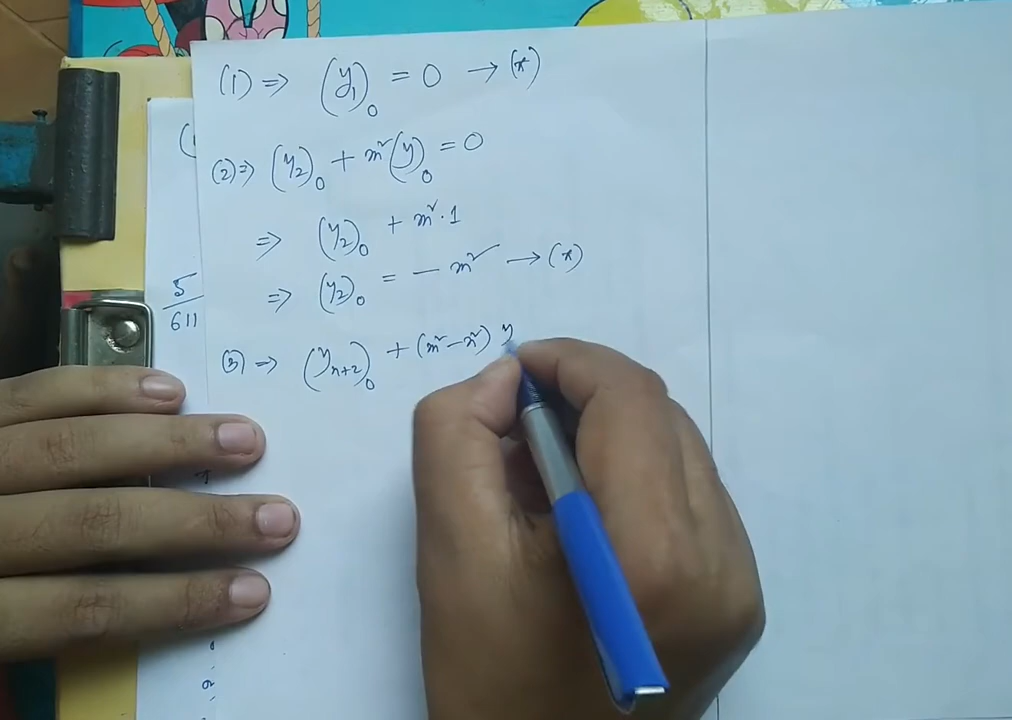 (1) => (y₁)₀ = 0 → (*)
(2) => (y₂)₀ + m² (y)₀ = 0
=> (y₂)₀ + m² · 1
=> (y₂)₀ = - m² → (*)
(3) => (yₙ₊₂)₀ + (m² - n²) y
5
611